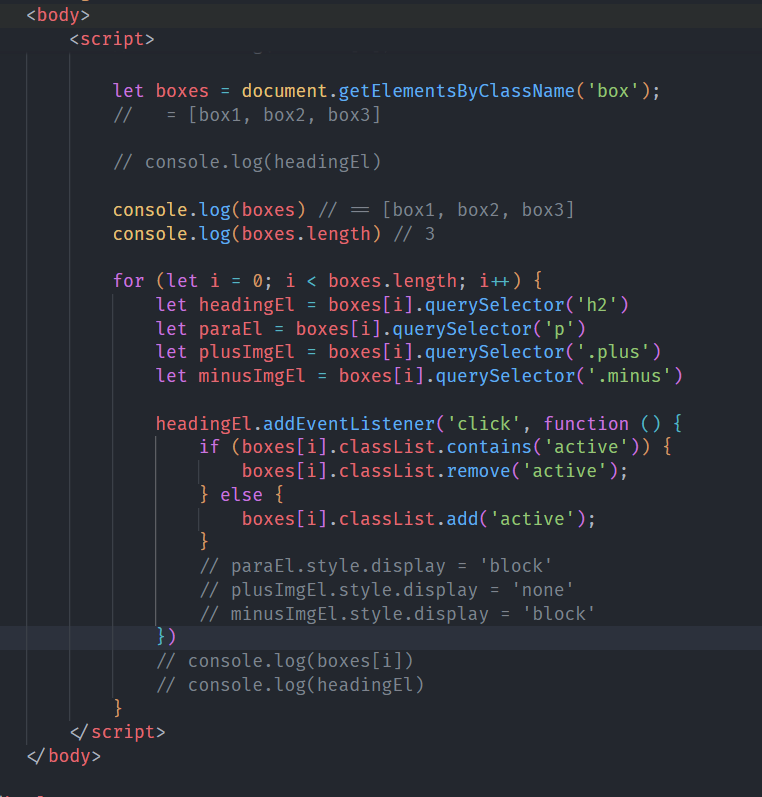 <body>
<script>
let boxes = document.getElementsByClassName('box');
//   = [box1, box2, box3]
// console.log(headingEl)
console.log(boxes) // == [box1, box2, box3]
console.log(boxes.length) // 3
for (let i = 0; i < boxes.length; i++) {
let headingEl = boxes[i].querySelector('h2')
let paraEl = boxes[i].querySelector('p')
let plusImgEl = boxes[i].querySelector('.plus')
let minusImgEl = boxes[i].querySelector('.minus')
headingEl.addEventListener('click', function () {
if (boxes[i].classList.contains('active')) {
boxes[i].classList.remove('active');
} else {
boxes[i].classList.add('active');
}
// paraEl.style.display = 'block'
// plusImgEl.style.display = 'none'
// minusImgEl.style.display = 'block'
})
// console.log(boxes[i])
// console.log(headingEl)
}
</script>
</body>